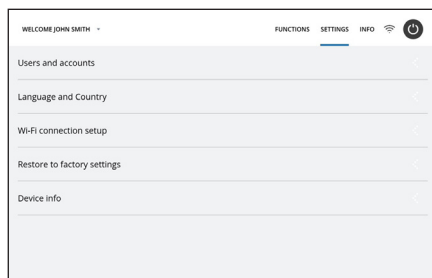 WELCOME JOHN SMITH FUNCTIONS SETTINGS INFO
Users and accounts
Language and Country
Wi-Fi connection setup
Restore to factory settings
Device info